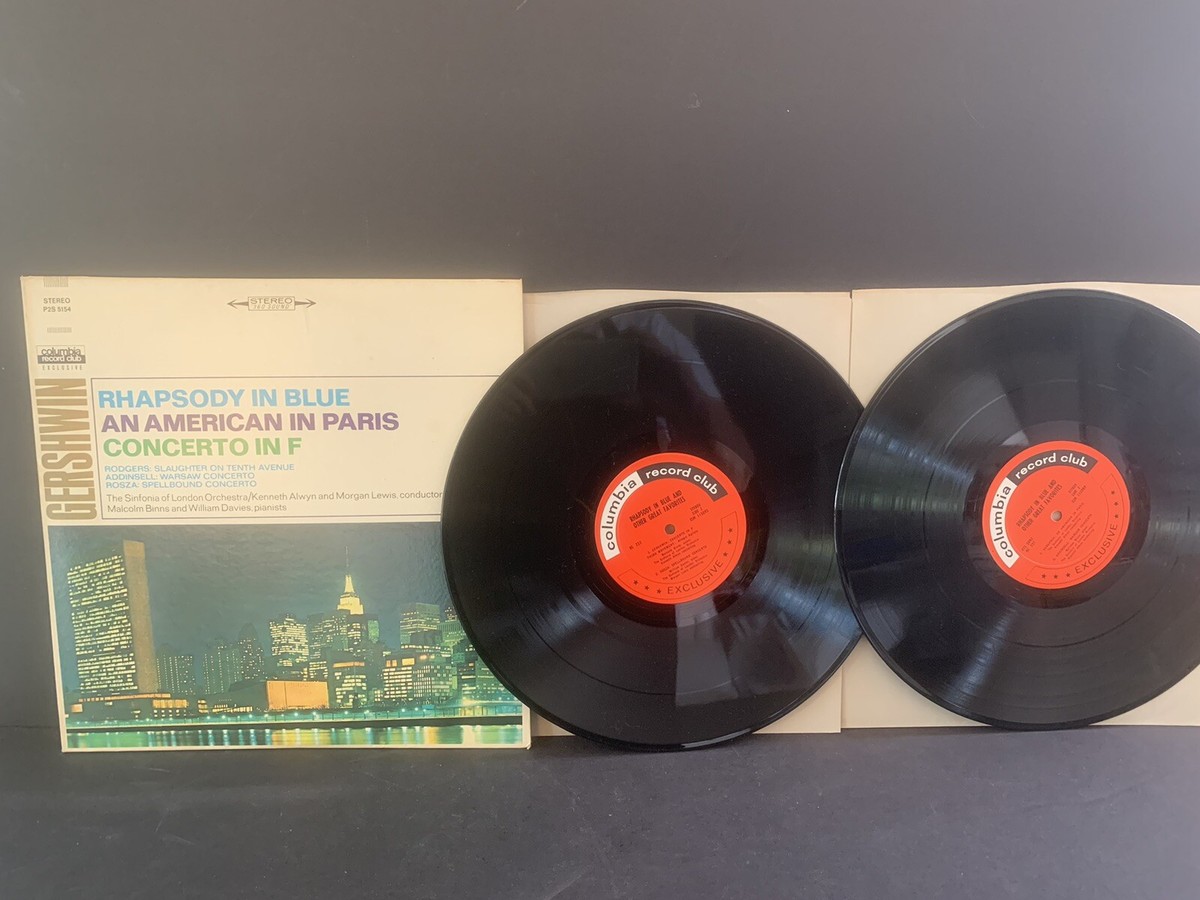 STEREO
P2S 5154
STEREO
360 SOUND
columbia
record club
EXCLUSIVE
GERSHWIN
RHAPSODY IN BLUE
AN AMERICAN IN PARIS
CONCERTO IN F
RODGERS: SLAUGHTER ON TENTH AVENUE
ADDINSELL: WARSAW CONCERTO
ROSZA: SPELLBOUND CONCERTO
The Sinfonia of London Orchestra/Kenneth Alwyn and Morgan Lewis, conductor
Malcolm Binns and William Davies, pianists
columbia record club
RHAPSODY IN BLUE AND
OTHER GREAT FAVORITES
EXCLUSIVE
columbia record club
RHAPSODY IN BLUE AND
OTHER GREAT FAVORITES
EXCLUSIVE